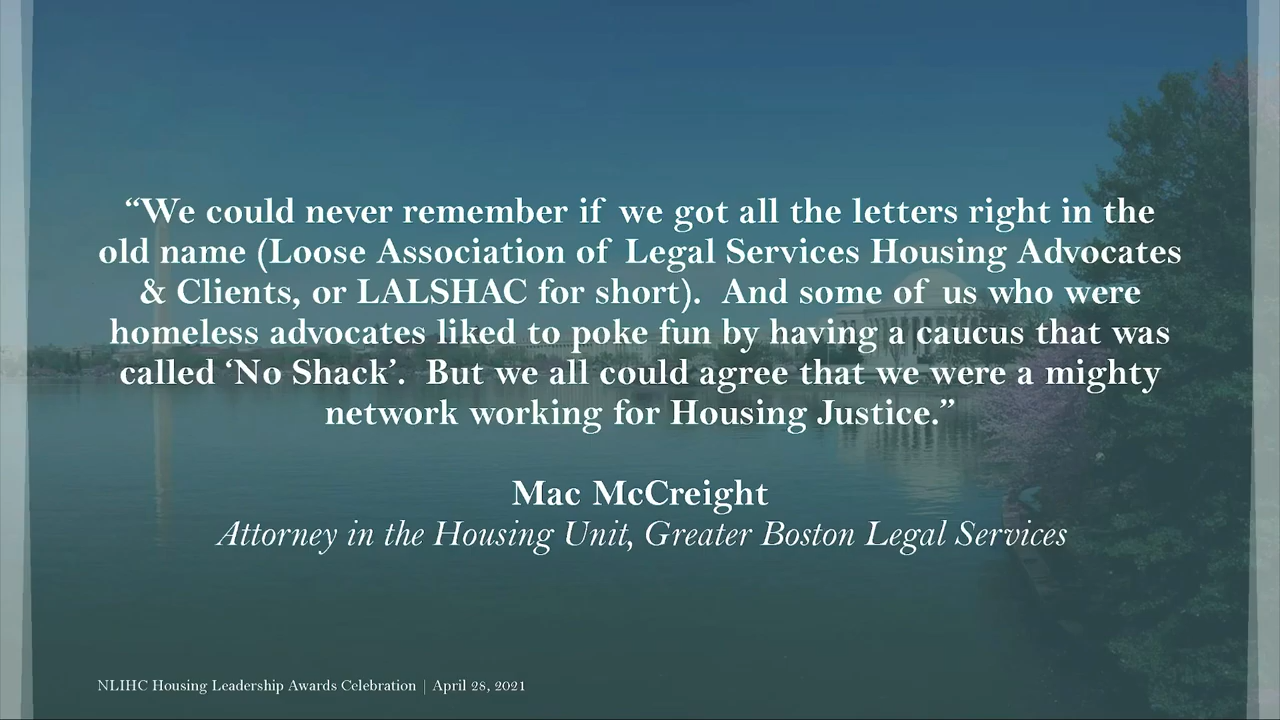 “We could never remember if we got all the letters right in the
old name (Loose Association of Legal Services Housing Advocates
& Clients, or LALSHAC for short). And some of us who were
homeless advocates liked to poke fun by having a caucus that was
called ‘No Shack’. But we all could agree that we were a mighty
network working for Housing Justice.”
Mac McCreight
Attorney in the Housing Unit, Greater Boston Legal Services
NLIHC Housing Leadership Awards Celebration | April 28, 2021